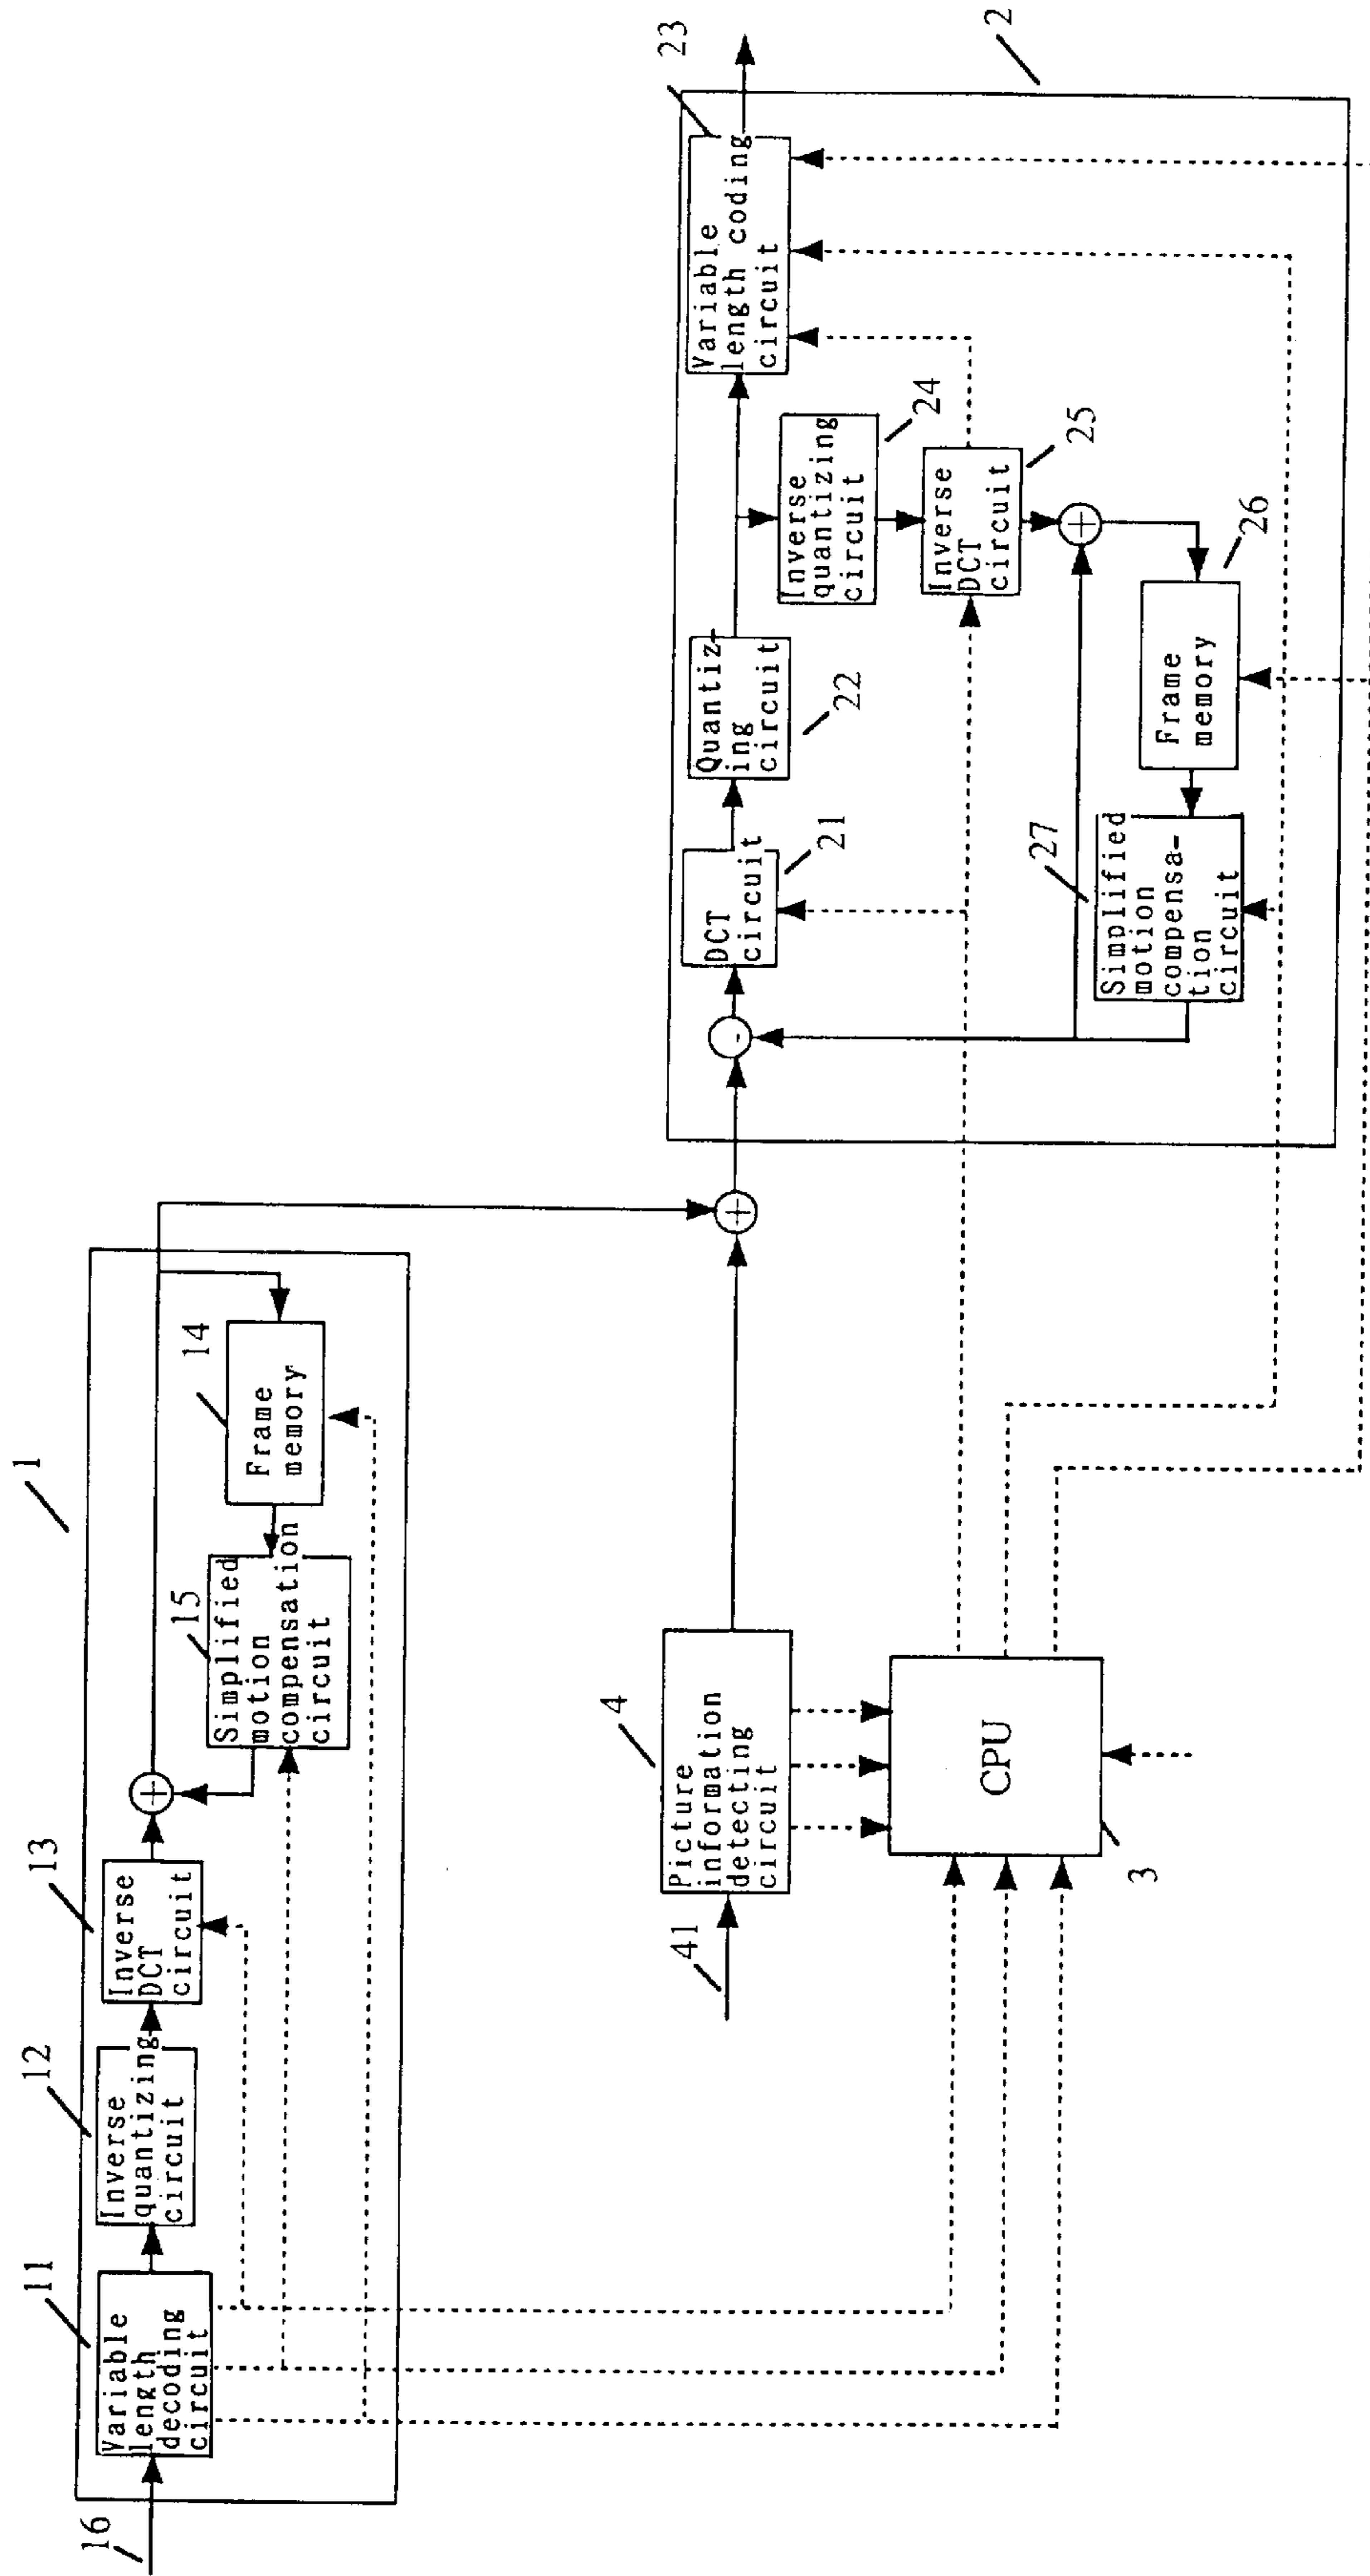 1
16
11
Variable
length
decoding
circuit
12
Inverse
quantizing
circuit
13
Inverse
DCT
circuit
+
15
Simplified
motion
compensation
circuit
14
Frame
memory
41
4
Picture
information
detecting
circuit
+
3
CPU
2
-
21
DCT
circuit
22
Quantiz-
ing
circuit
23
Variable
length coding
circuit
24
Inverse
quantizing
circuit
25
Inverse
DCT
circuit
+
26
Frame
memory
27
Simplified
motion
compensa-
tion
circuit